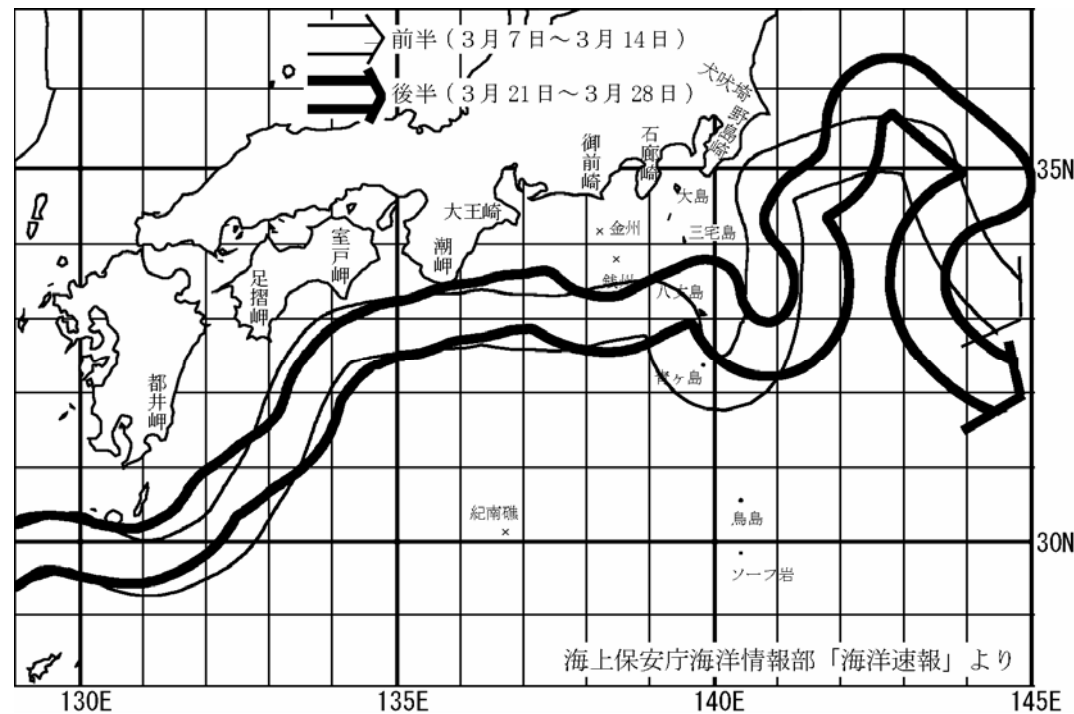 前半（３月７日～３月14日）
後半（３月21日～３月28日）
犬吠埼
野島崎
石廊崎
御前崎
大島
大王崎
金州
三宅島
室戸岬
潮岬
足摺岬
銭州
八丈島
青ヶ島
都井岬
紀南礁
鳥島
ソーフ岩
35N
30N
海上保安庁海洋情報部「海洋速報」より
130E
135E
140E
145E